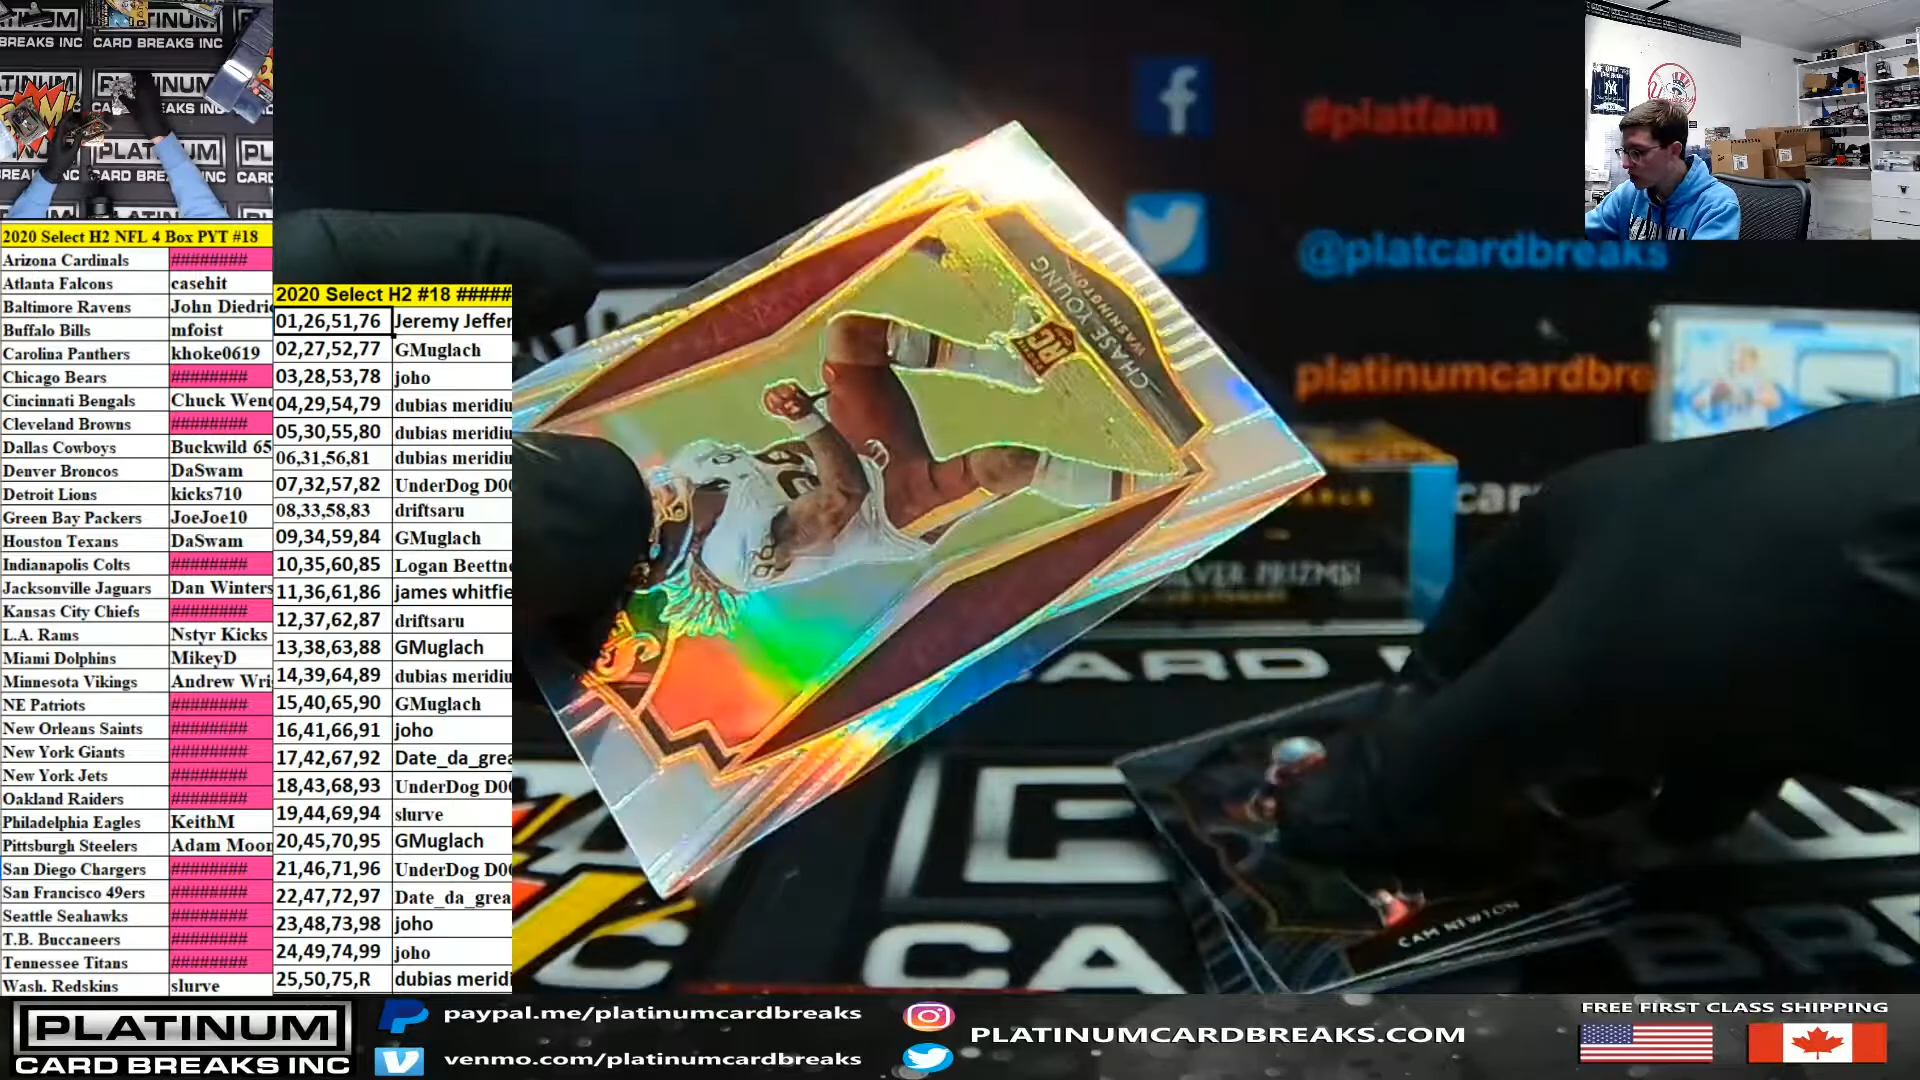 PLATINUM
CARD BREAKS INC
2020 Select H2 NFL 4 Box PYT #18
Arizona Cardinals ########
Atlanta Falcons casehit
Baltimore Ravens John Diedri
Buffalo Bills mfoist
Carolina Panthers khoke0619
Chicago Bears ########
Cincinnati Bengals Chuck Wen
Cleveland Browns ########
Dallas Cowboys Buckwild 65
Denver Broncos DaSwam
Detroit Lions kicks710
Green Bay Packers JoeJoe10
Houston Texans DaSwam
Indianapolis Colts ########
Jacksonville Jaguars Dan Winters
Kansas City Chiefs ########
L.A. Rams Nstyr Kicks
Miami Dolphins MikeyD
Minnesota Vikings Andrew Wri
NE Patriots ########
New Orleans Saints ########
New York Giants ########
New York Jets ########
Oakland Raiders ########
Philadelphia Eagles KeithM
Pittsburgh Steelers Adam Moon
San Diego Chargers ########
San Francisco 49ers ########
Seattle Seahawks ########
T.B. Buccaneers ########
Tennessee Titans ########
Wash. Redskins slurve
2020 Select H2 #18 #####
01,26,51,76 Jeremy Jeffer
02,27,52,77 GMuglach
03,28,53,78 joho
04,29,54,79 dubias meridiu
05,30,55,80 dubias meridiu
06,31,56,81 dubias meridiu
07,32,57,82 UnderDog D00
08,33,58,83 driftsaru
09,34,59,84 GMuglach
10,35,60,85 Logan Beettn
11,36,61,86 james whitfie
12,37,62,87 driftsaru
13,38,63,88 GMuglach
14,39,64,89 dubias meridiu
15,40,65,90 GMuglach
16,41,66,91 joho
17,42,67,92 Date_da_grea
18,43,68,93 UnderDog D00
19,44,69,94 slurve
20,45,70,95 GMuglach
21,46,71,96 UnderDog D00
22,47,72,97 Date_da_grea
23,48,73,98 joho
24,49,74,99 joho
25,50,75,R dubias meridi
#platfam
@platcardbreaks
platinumcardbre
CHASE YOUNG
WASHINGTON
RC
CARD
CAM NEWTON
CA
PLATINUM
CARD BREAKS INC
paypal.me/platinumcardbreaks
venmo.com/platinumcardbreaks
PLATINUMCARDBREAKS.COM
FREE FIRST CLASS SHIPPING